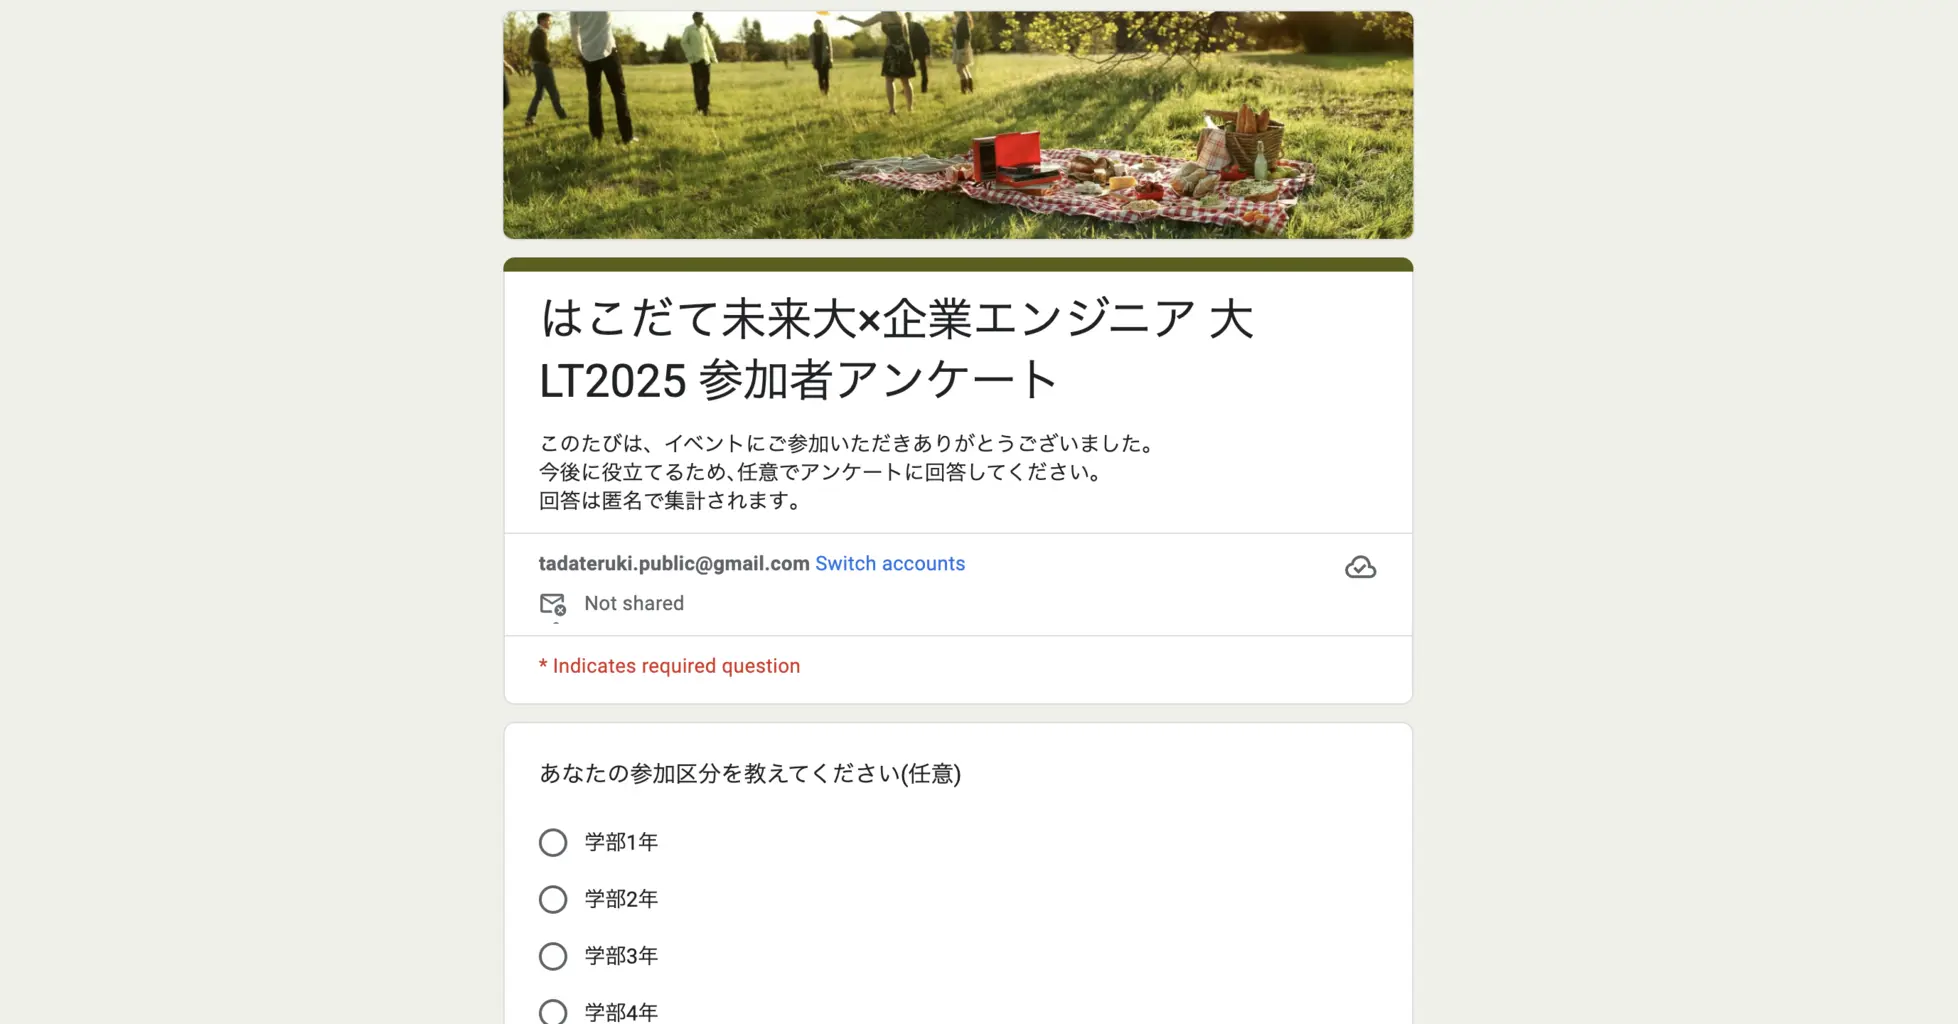 はこだて未来大×企業エンジニア 大
LT2025 参加者アンケート
このたびは、イベントにご参加いただきありがとうございました。
今後に役立てるため、任意でアンケートに回答してください。
回答は匿名で集計されます。
tadateruki.public@gmail.com Switch accounts
Not shared
* Indicates required question
あなたの参加区分を教えてください(任意)
学部1年
学部2年
学部3年
学部4年